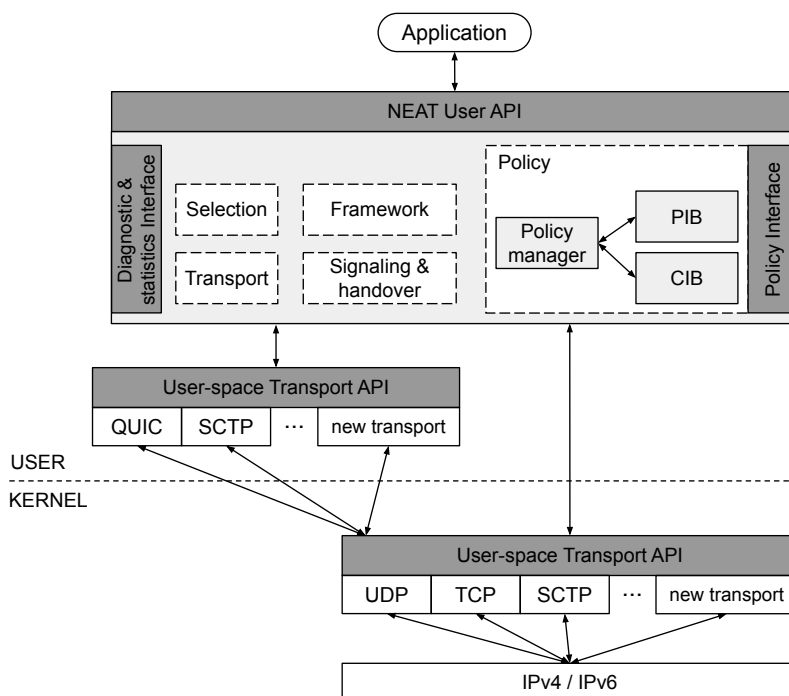 Application
NEAT User API
Diagnostic &
statistics Interface
Selection
Framework
Transport
Signaling &
handover
Policy
Policy
manager
PIB
CIB
Policy Interface
User-space Transport API
QUIC
SCTP
...
new transport
USER
KERNEL
User-space Transport API
UDP
TCP
SCTP
...
new transport
IPv4 / IPv6